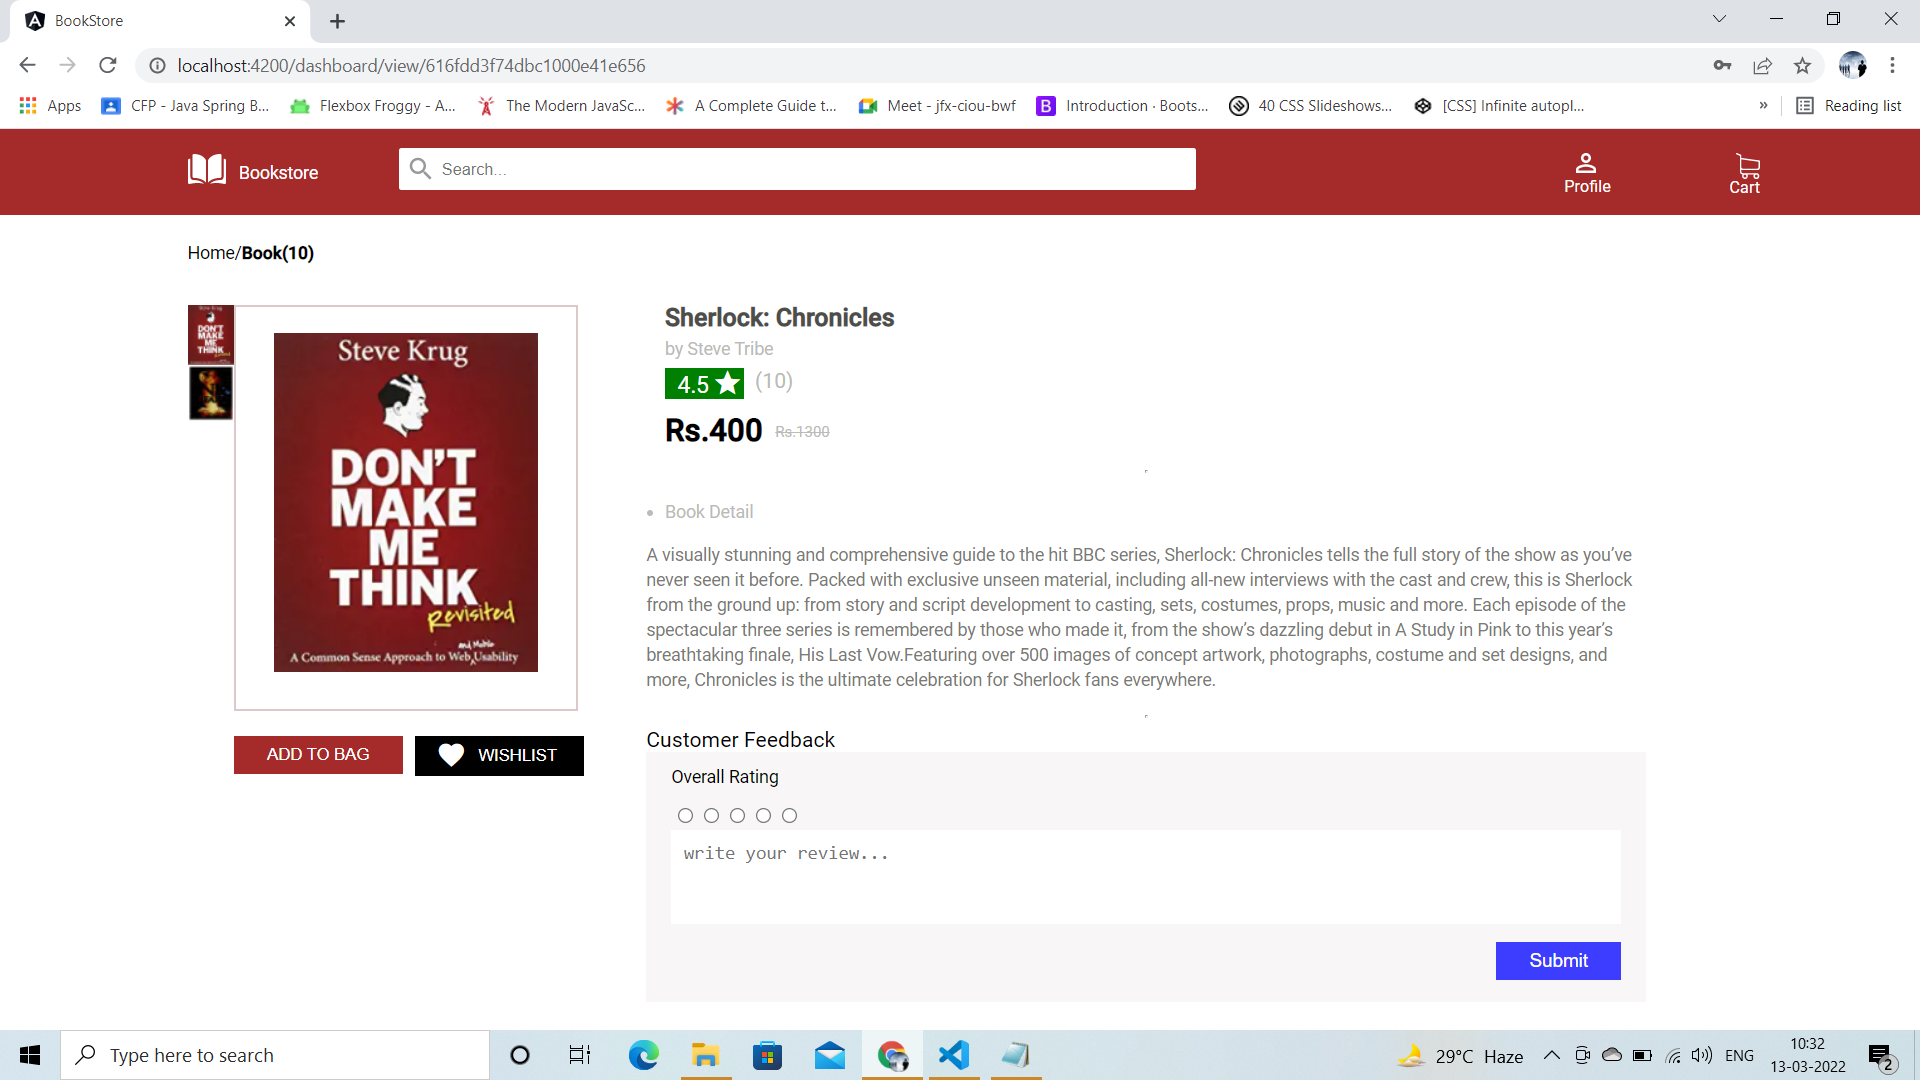 BookStore
localhost:4200/dashboard/view/616fdd3f74dbc1000e41e656
Apps
CFP - Java Spring B...
Flexbox Froggy - A...
The Modern JavaSc...
A Complete Guide t...
Meet - jfx-ciou-bwf
Introduction · Boots...
40 CSS Slideshows...
[CSS] Infinite autopl...
»
Reading list
Bookstore
Search...
Profile
Cart
Home/Book(10)
DON'T
MAKE
ME
THINK
Steve Krug
DON'T
MAKE
ME
THINK
Revisited
and Mobile
A Common Sense Approach to Web Usability
ADD TO BAG
WISHLIST
Sherlock: Chronicles
by Steve Tribe
4.5 (10)
Rs.400 Rs.1300
Book Detail
A visually stunning and comprehensive guide to the hit BBC series, Sherlock: Chronicles tells the full story of the show as you’ve
never seen it before. Packed with exclusive unseen material, including all-new interviews with the cast and crew, this is Sherlock
from the ground up: from story and script development to casting, sets, costumes, props, music and more. Each episode of the
spectacular three series is remembered by those who made it, from the show’s dazzling debut in A Study in Pink to this year’s
breathtaking finale, His Last Vow.Featuring over 500 images of concept artwork, photographs, costume and set designs, and
more, Chronicles is the ultimate celebration for Sherlock fans everywhere.
Customer Feedback
Overall Rating
write your review...
Submit
Type here to search
29°C Haze
ENG
10:32
13-03-2022
2